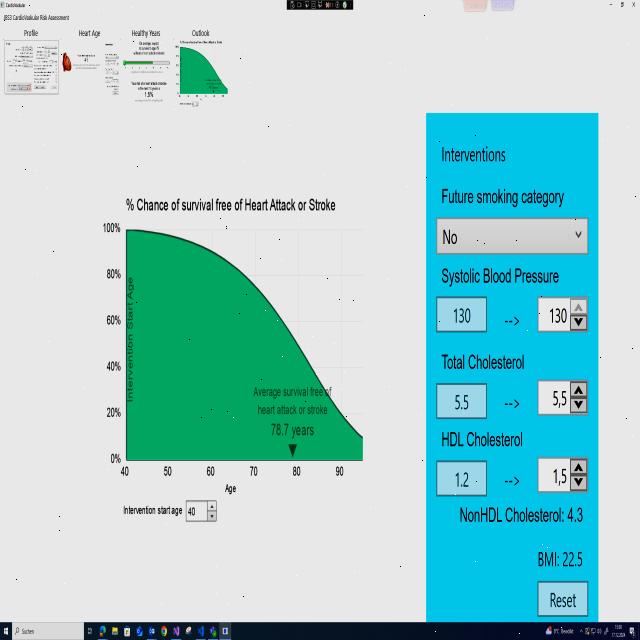 CardioVaskular
JBS3 CardioVaskular Risk Assessment
Profile
Heart Age
Healthy Years
Outlook
% Chance of survival free of Heart Attack or Stroke
100%
80%
60%
40%
20%
0%
Intervention Start Age
Average survival free of
heart attack or stroke
78.7 years
40 50 60 70 80 90
Age
Intervention start age 40
Interventions
Future smoking category
No
Systolic Blood Pressure
130 --> 130
Total Cholesterol
5.5 --> 5,5
HDL Cholesterol
1.2 --> 1,5
NonHDL Cholesterol: 4.3
BMI: 22.5
Reset
Suchen